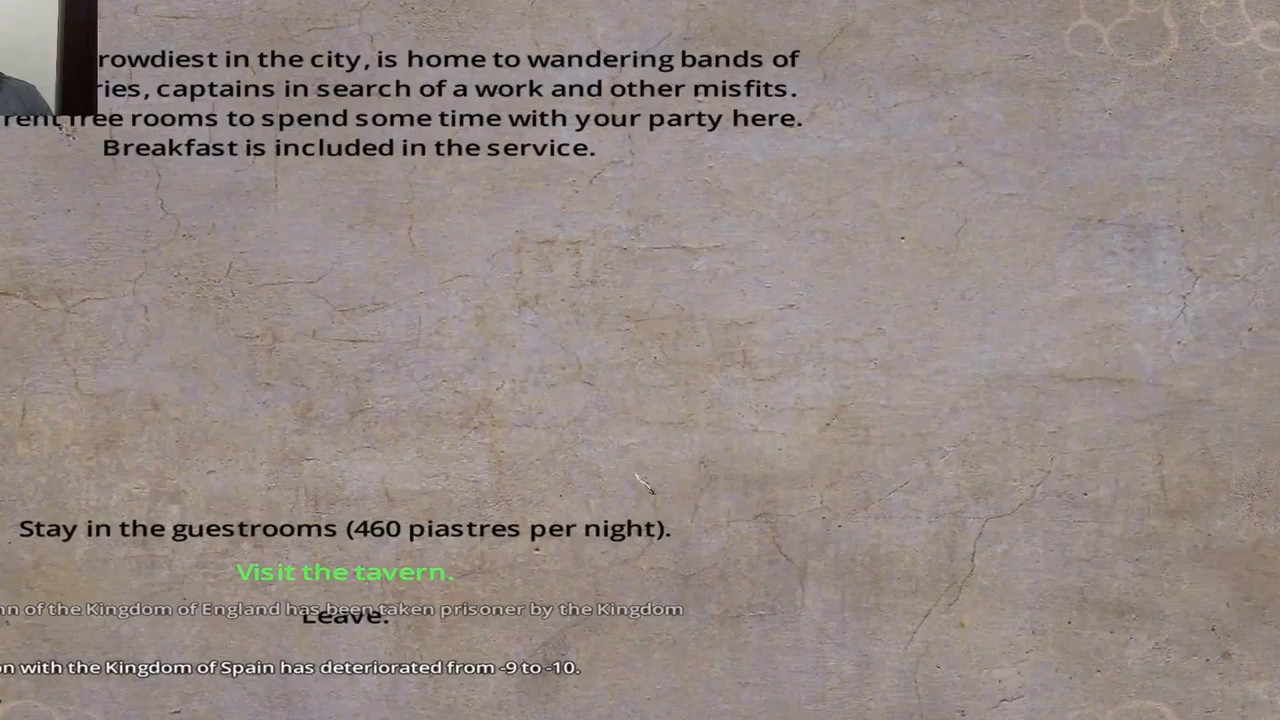 rowdiest in the city, is home to wandering bands of
ries, captains in search of a work and other misfits.
rent free rooms to spend some time with your party here.
Breakfast is included in the service.
Stay in the guestrooms (460 piastres per night).
Visit the tavern.
of the Kingdom of England has been taken prisoner by the Kingdom
Leave.
with the Kingdom of Spain has deteriorated from -9 to -10.